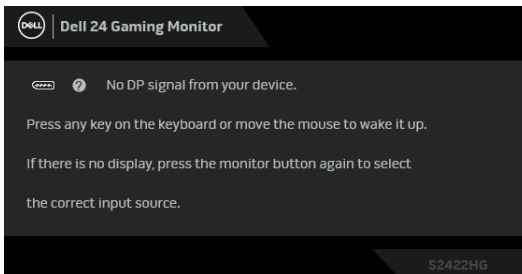 DELL
Dell 24 Gaming Monitor
No DP signal from your device.
Press any key on the keyboard or move the mouse to wake it up.
If there is no display, press the monitor button again to select
the correct input source.
S2422HG